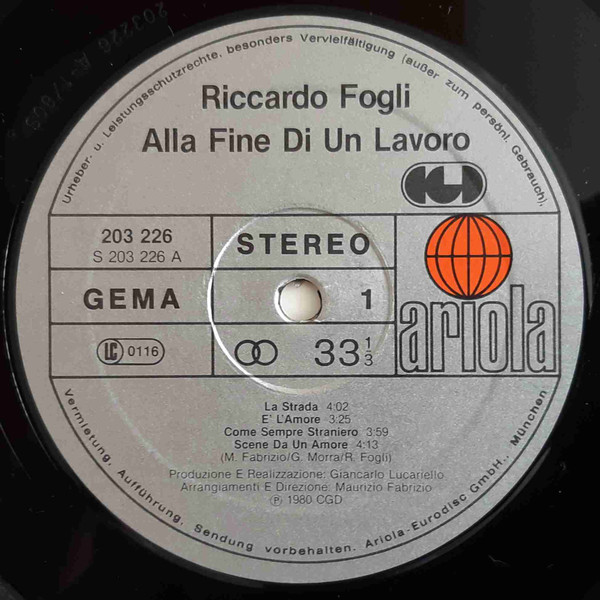 Urheber- u. Leistungsschutzrechte, besonders Vervielfältigung (außer zum persönl. Gebrauch),
Riccardo Fogli
Alla Fine Di Un Lavoro
203 226
S 203 226 A
STEREO
GEMA
1
LC 0116
33 1/3
ariola
La Strada 4:02
E' L'Amore 3:25
Come Sempre Straniero 3:59
Scene Da Un Amore 4:13
(M. Fabrizio/G. Morra/R. Fogli)
Produzione E Realizzazione: Giancarlo Lucariello
Arrangiamenti E Direzione: Maurizio Fabrizio
Ⓟ 1980 CGD
Vermietung, Aufführung, Sendung vorbehalten. Ariola-Eurodisc GmbH., München